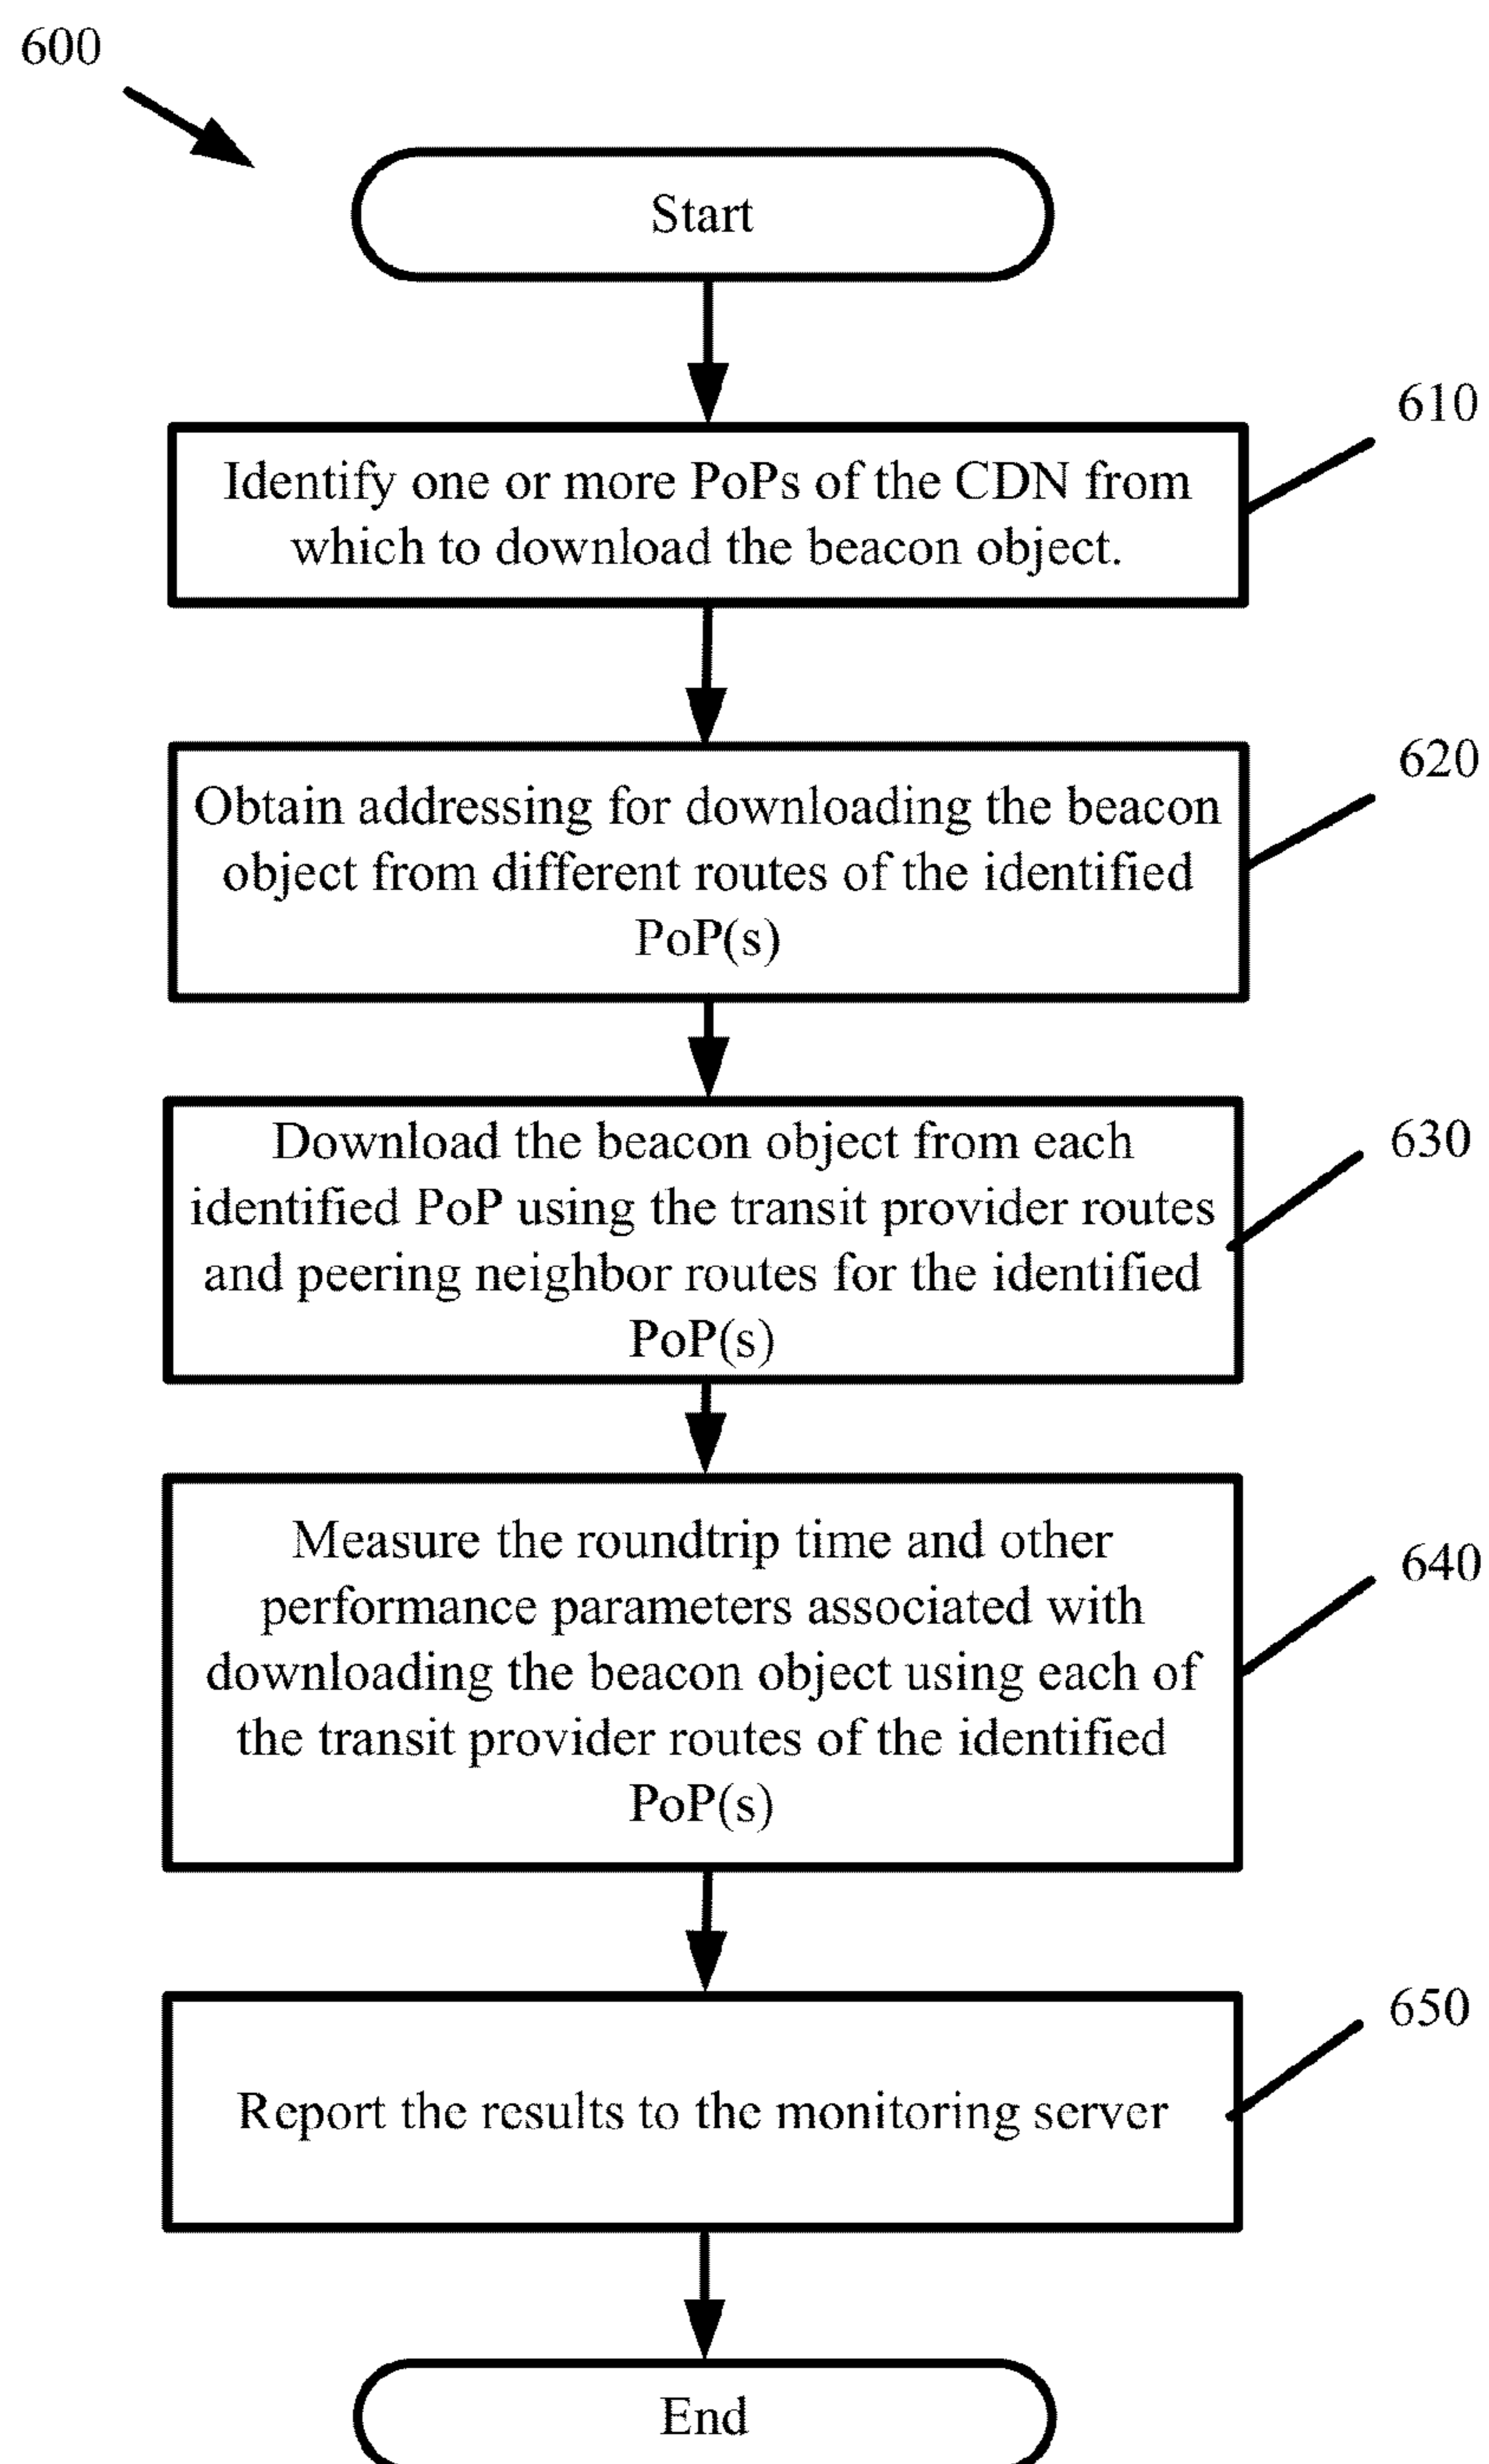 600
Start
610
Identify one or more PoPs of the CDN from
which to download the beacon object.
620
Obtain addressing for downloading the beacon
object from different routes of the identified
PoP(s)
630
Download the beacon object from each
identified PoP using the transit provider routes
and peering neighbor routes for the identified
PoP(s)
640
Measure the roundtrip time and other
performance parameters associated with
downloading the beacon object using each of
the transit provider routes of the identified
PoP(s)
650
Report the results to the monitoring server
End